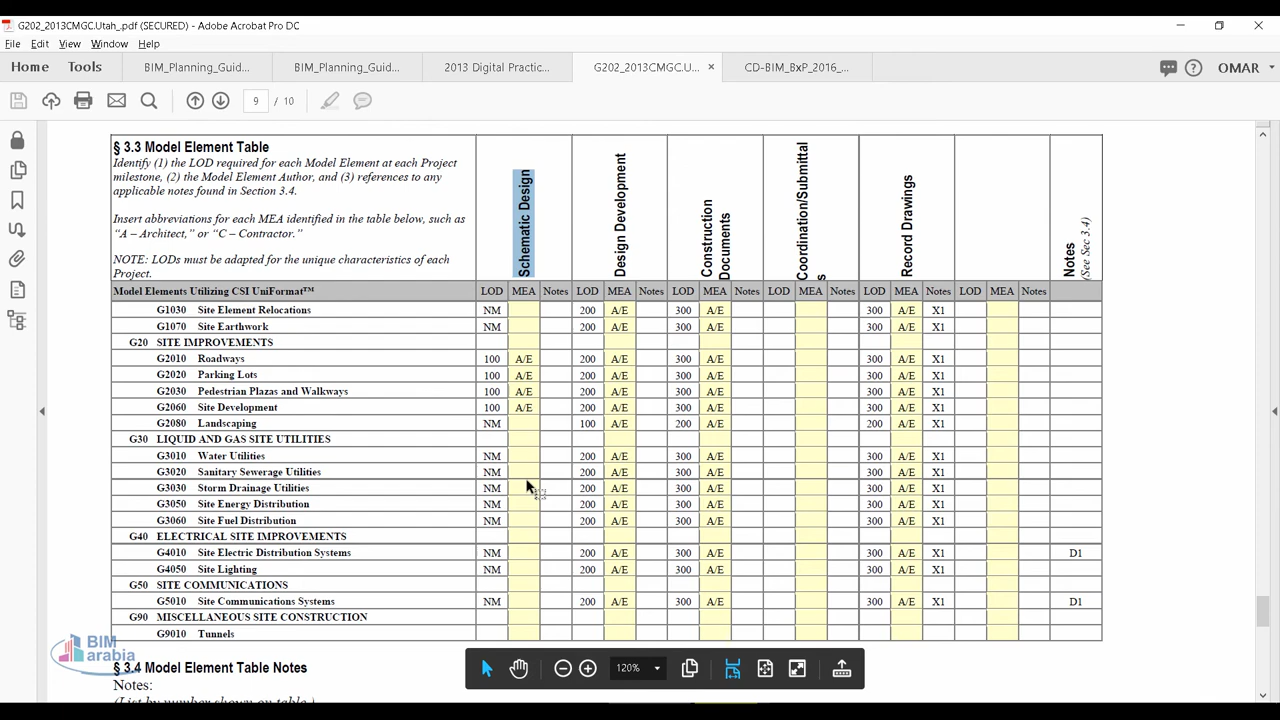 G202_2013CMGC.Utah_.pdf (SECURED) - Adobe Acrobat Pro DC
File Edit View Window Help
Home Tools BIM_Planning_Guid... BIM_Planning_Guid... 2013 Digital Practic... G202_2013CMGC.U... × CD-BIM_BxP_2016_... OMAR
9 / 10
§ 3.3 Model Element Table
Identify (1) the LOD required for each Model Element at each Project
milestone, (2) the Model Element Author, and (3) references to any
applicable notes found in Section 3.4.
Insert abbreviations for each MEA identified in the table below, such as
“A – Architect,” or “C – Contractor.”
NOTE: LODs must be adapted for the unique characteristics of each
Project.
Schematic Design
Design Development
Construction
Documents
Coordination/Submittal
s
Record Drawings
Notes
(See Sec 3.4)
Model Elements Utilizing CSI UniFormat™ LOD MEA Notes LOD MEA Notes LOD MEA Notes LOD MEA Notes LOD MEA Notes LOD MEA Notes
G1030 Site Element Relocations NM 200 A/E 300 A/E 300 A/E X1
G1070 Site Earthwork NM 200 A/E 300 A/E 300 A/E X1
G20 SITE IMPROVEMENTS
G2010 Roadways 100 A/E 200 A/E 300 A/E 300 A/E X1
G2020 Parking Lots 100 A/E 200 A/E 300 A/E 300 A/E X1
G2030 Pedestrian Plazas and Walkways 100 A/E 200 A/E 300 A/E 300 A/E X1
G2060 Site Development 100 A/E 200 A/E 300 A/E 300 A/E X1
G2080 Landscaping NM 100 A/E 200 A/E 200 A/E X1
G30 LIQUID AND GAS SITE UTILITIES
G3010 Water Utilities NM 200 A/E 300 A/E 300 A/E X1
G3020 Sanitary Sewerage Utilities NM 200 A/E 300 A/E 300 A/E X1
G3030 Storm Drainage Utilities NM 200 A/E 300 A/E 300 A/E X1
G3050 Site Energy Distribution NM 200 A/E 300 A/E 300 A/E X1
G3060 Site Fuel Distribution NM 200 A/E 300 A/E 300 A/E X1
G40 ELECTRICAL SITE IMPROVEMENTS
G4010 Site Electric Distribution Systems NM 200 A/E 300 A/E 300 A/E X1 D1
G4050 Site Lighting NM 200 A/E 300 A/E 300 A/E X1
G50 SITE COMMUNICATIONS
G5010 Site Communications Systems NM 200 A/E 300 A/E 300 A/E X1 D1
G90 MISCELLANEOUS SITE CONSTRUCTION
G9010 Tunnels
BIM
arabia
120%
§ 3.4 Model Element Table Notes
Notes:
(List by number shown on table.)